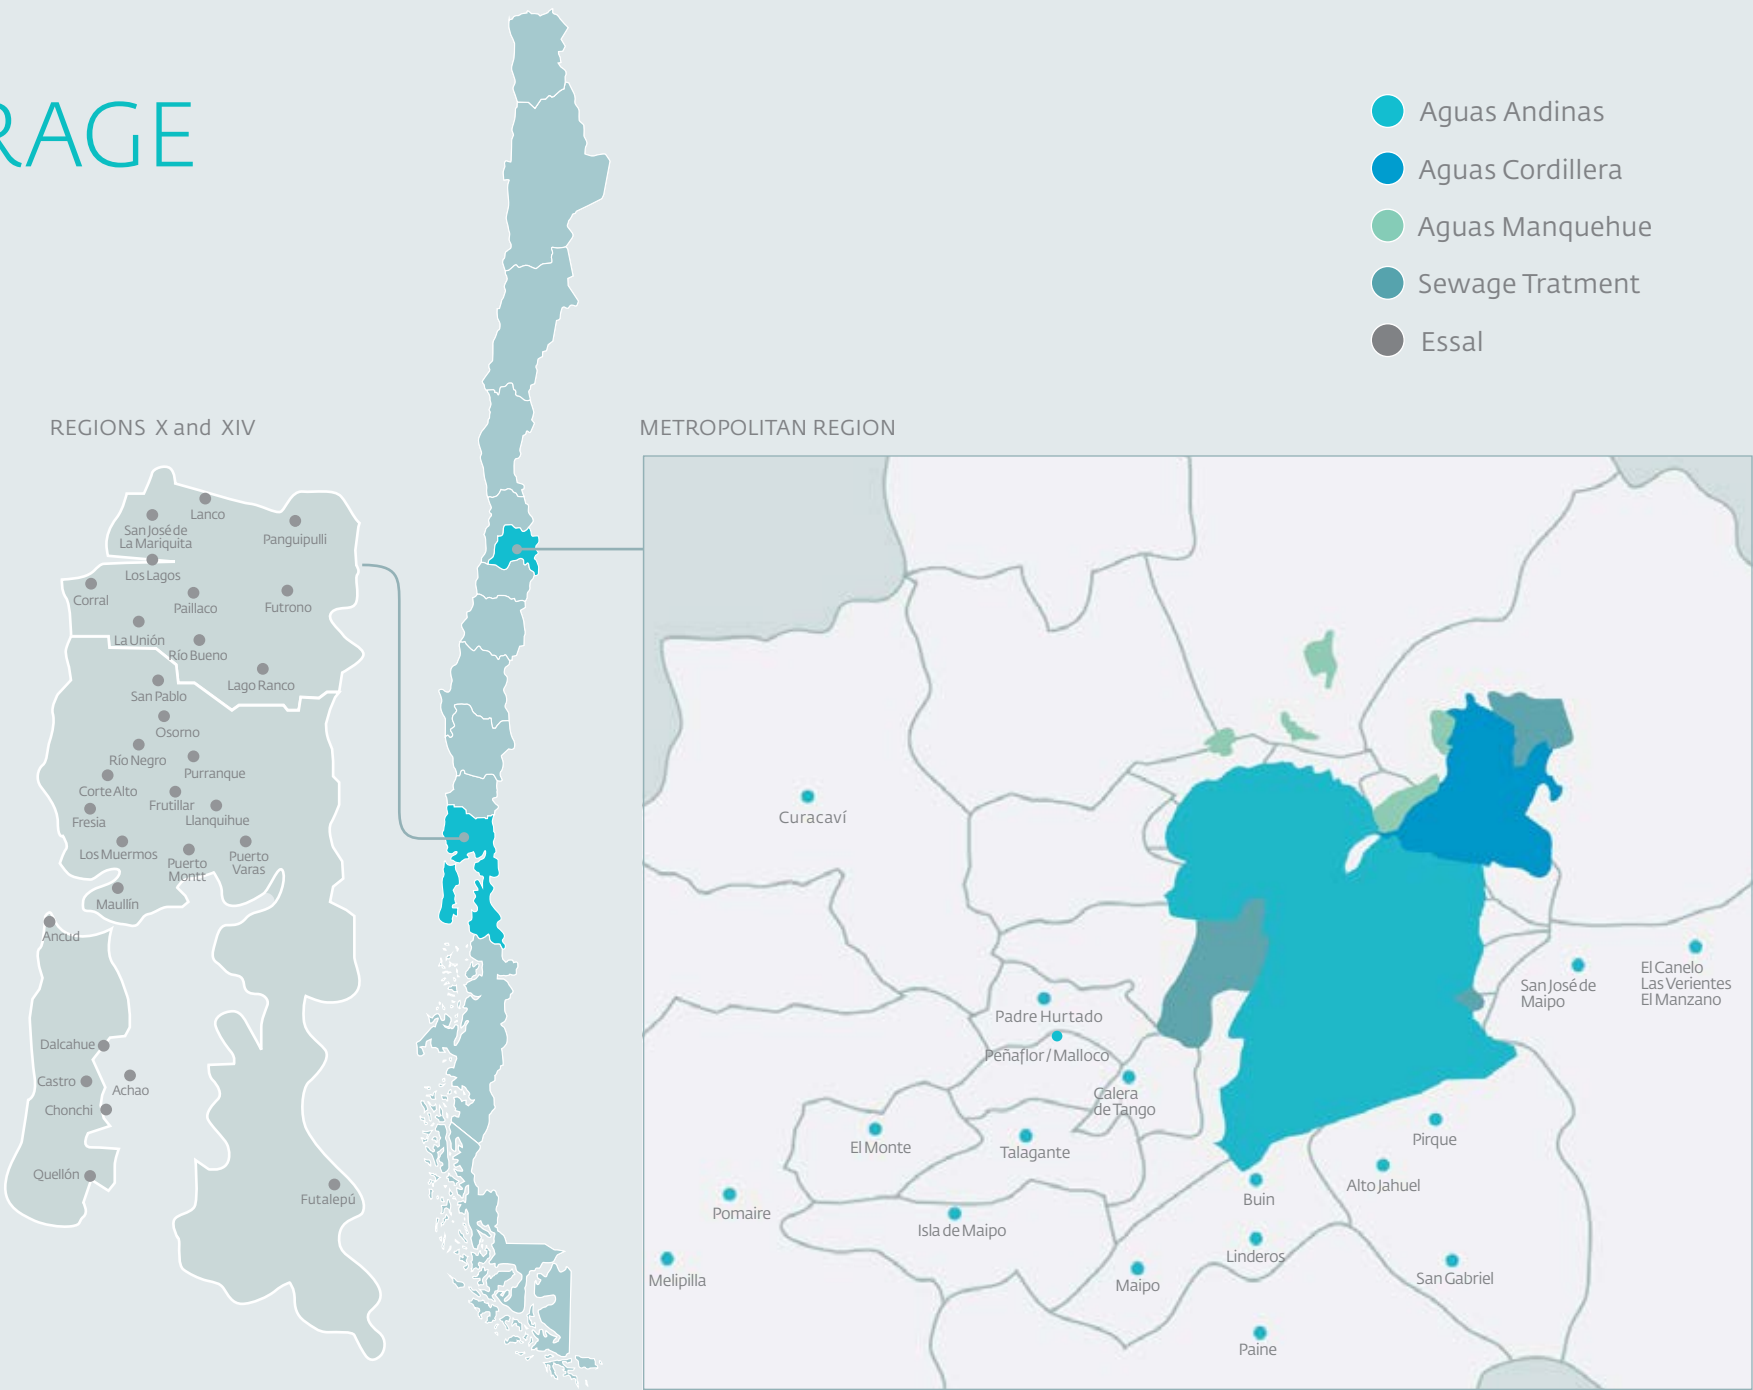 RAGE
Aguas Andinas
Aguas Cordillera
Aguas Manquehue
Sewage Tratment
Essal
REGIONS X and XIV
METROPOLITAN REGION
Lanco
San José de
La Mariquita
Panguipulli
Los Lagos
Corral
Paillaco
Futrono
La Unión
Río Bueno
Lago Ranco
San Pablo
Osorno
Río Negro
Purranque
Corte Alto
Frutillar
Llanquihue
Fresia
Los Muermos
Puerto
Montt
Puerto
Varas
Maullín
Ancud
Dalcahue
Castro
Achao
Chonchi
Quellón
Futalepú
Curacaví
Padre Hurtado
Peñaflor / Malloco
Calera
de Tango
El Monte
Talagante
Pomaire
Isla de Maipo
Melipilla
Maipo
Buin
Linderos
Paine
Pirque
Alto Jahuel
San Gabriel
San José de
Maipo
El Canelo
Las Verientes
El Manzano